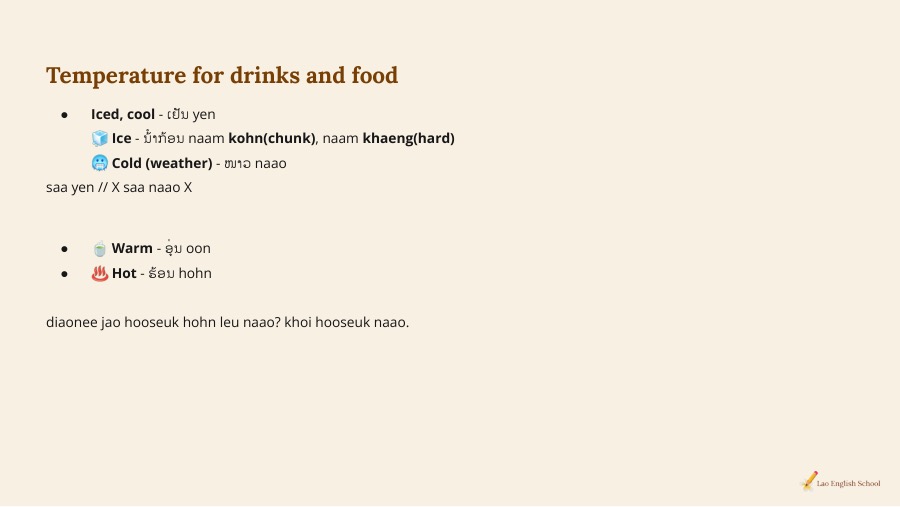 Temperature for drinks and food
● Iced, cool - ເຢັນ yen
🧊 Ice - ນ້ຳກ້ອນ naam kohn(chunk), naam khaeng(hard)
🥶 Cold (weather) - ໜາວ naao
saa yen // X saa naao X
● 🍵 Warm - ອຸ່ນ oon
● ♨️ Hot - ຮ້ອນ hohn
diaonee jao hooseuk hohn leu naao? khoi hooseuk naao.
Lao English School